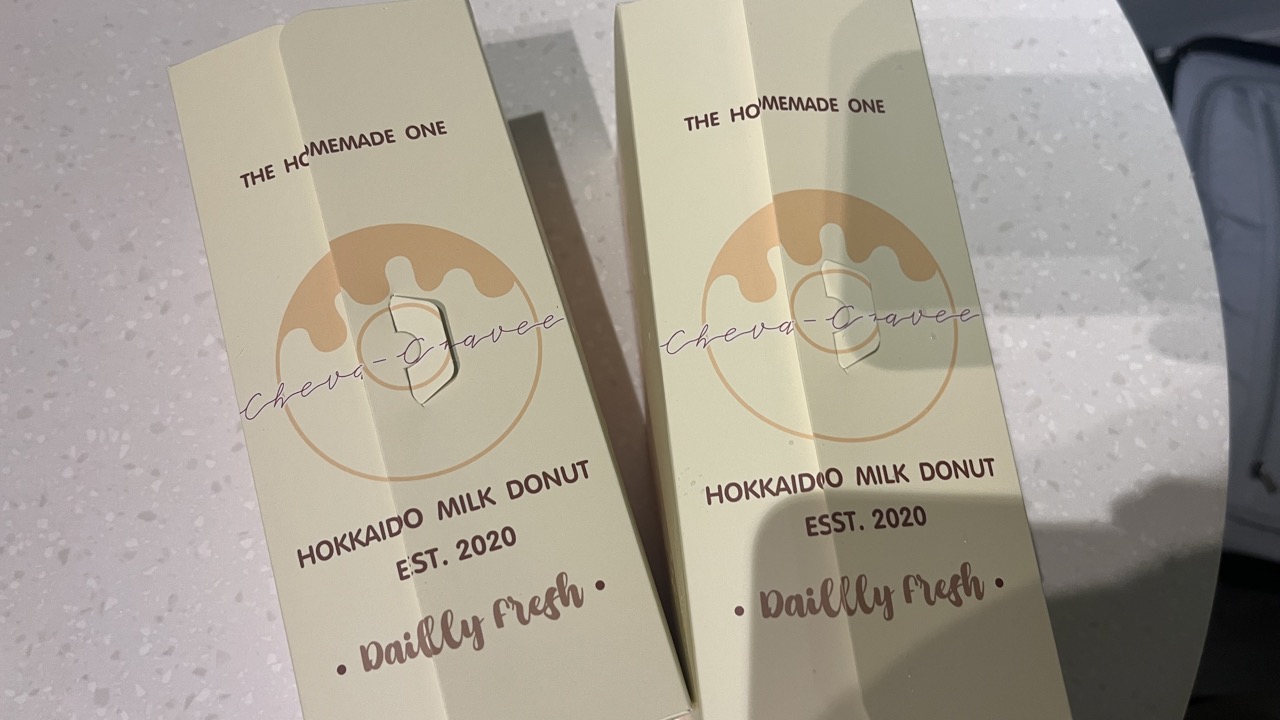 THE HOMEMADE ONE
Cheva-Cravee
HOKKAIDO MILK DONUT
EST. 2020
• Dailly Fresh •
THE HOMEMADE ONE
Cheva-Cravee
HOKKAIDOO MILK DONUT
ESST. 2020
• Daillly Fresh •